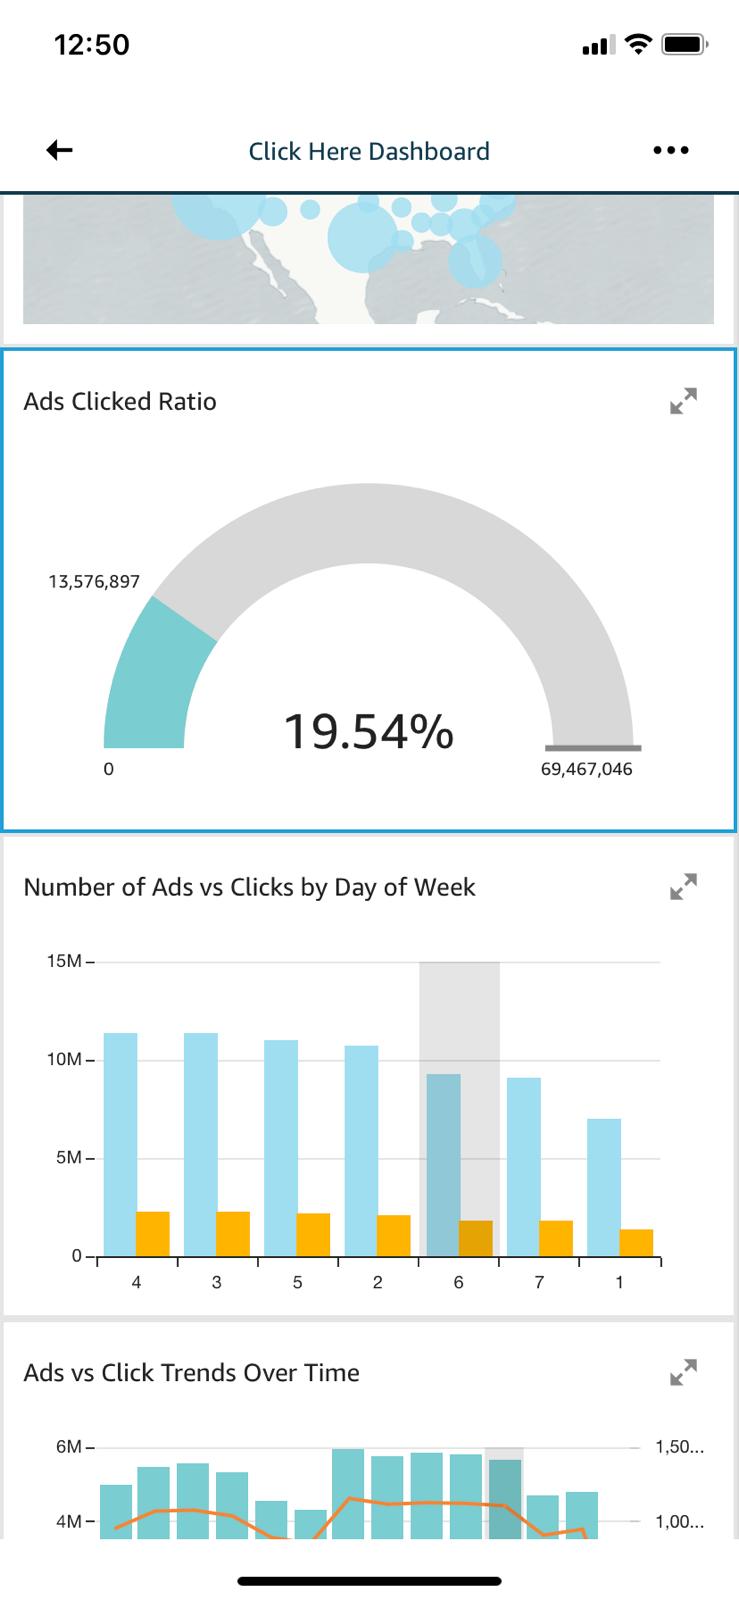 12:50
Click Here Dashboard
Ads Clicked Ratio
13,576,897
19.54%
0
69,467,046
Number of Ads vs Clicks by Day of Week
15M
10M
5M
0
4 3 5 2 6 7 1
Ads vs Click Trends Over Time
6M 1,50...
4M 1,00...